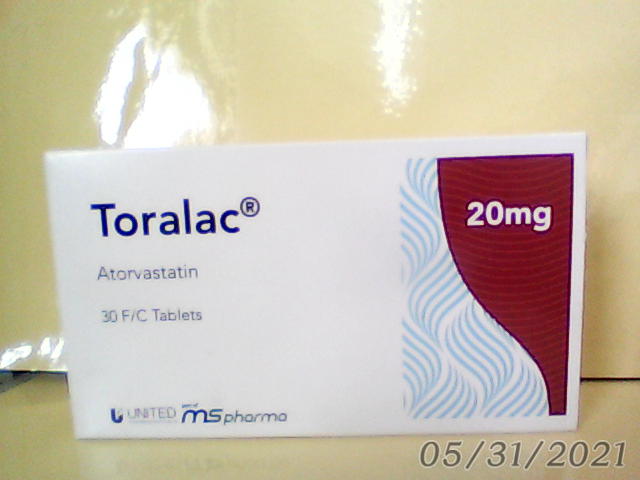 Toralac®
20mg
Atorvastatin
30 F/C Tablets
UNITED
MS pharma
05/31/2021